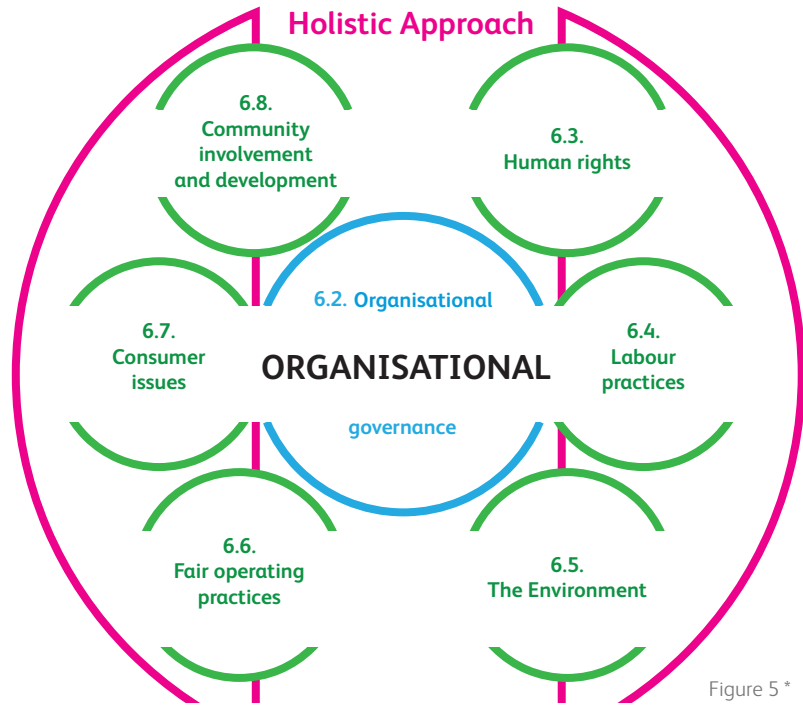 Holistic Approach
6.8.
Community
involvement
and development
6.3.
Human rights
6.2. Organisational
ORGANISATIONAL
governance
6.7.
Consumer
issues
6.4.
Labour
practices
6.6.
Fair operating
practices
6.5.
The Environment
Figure 5 *